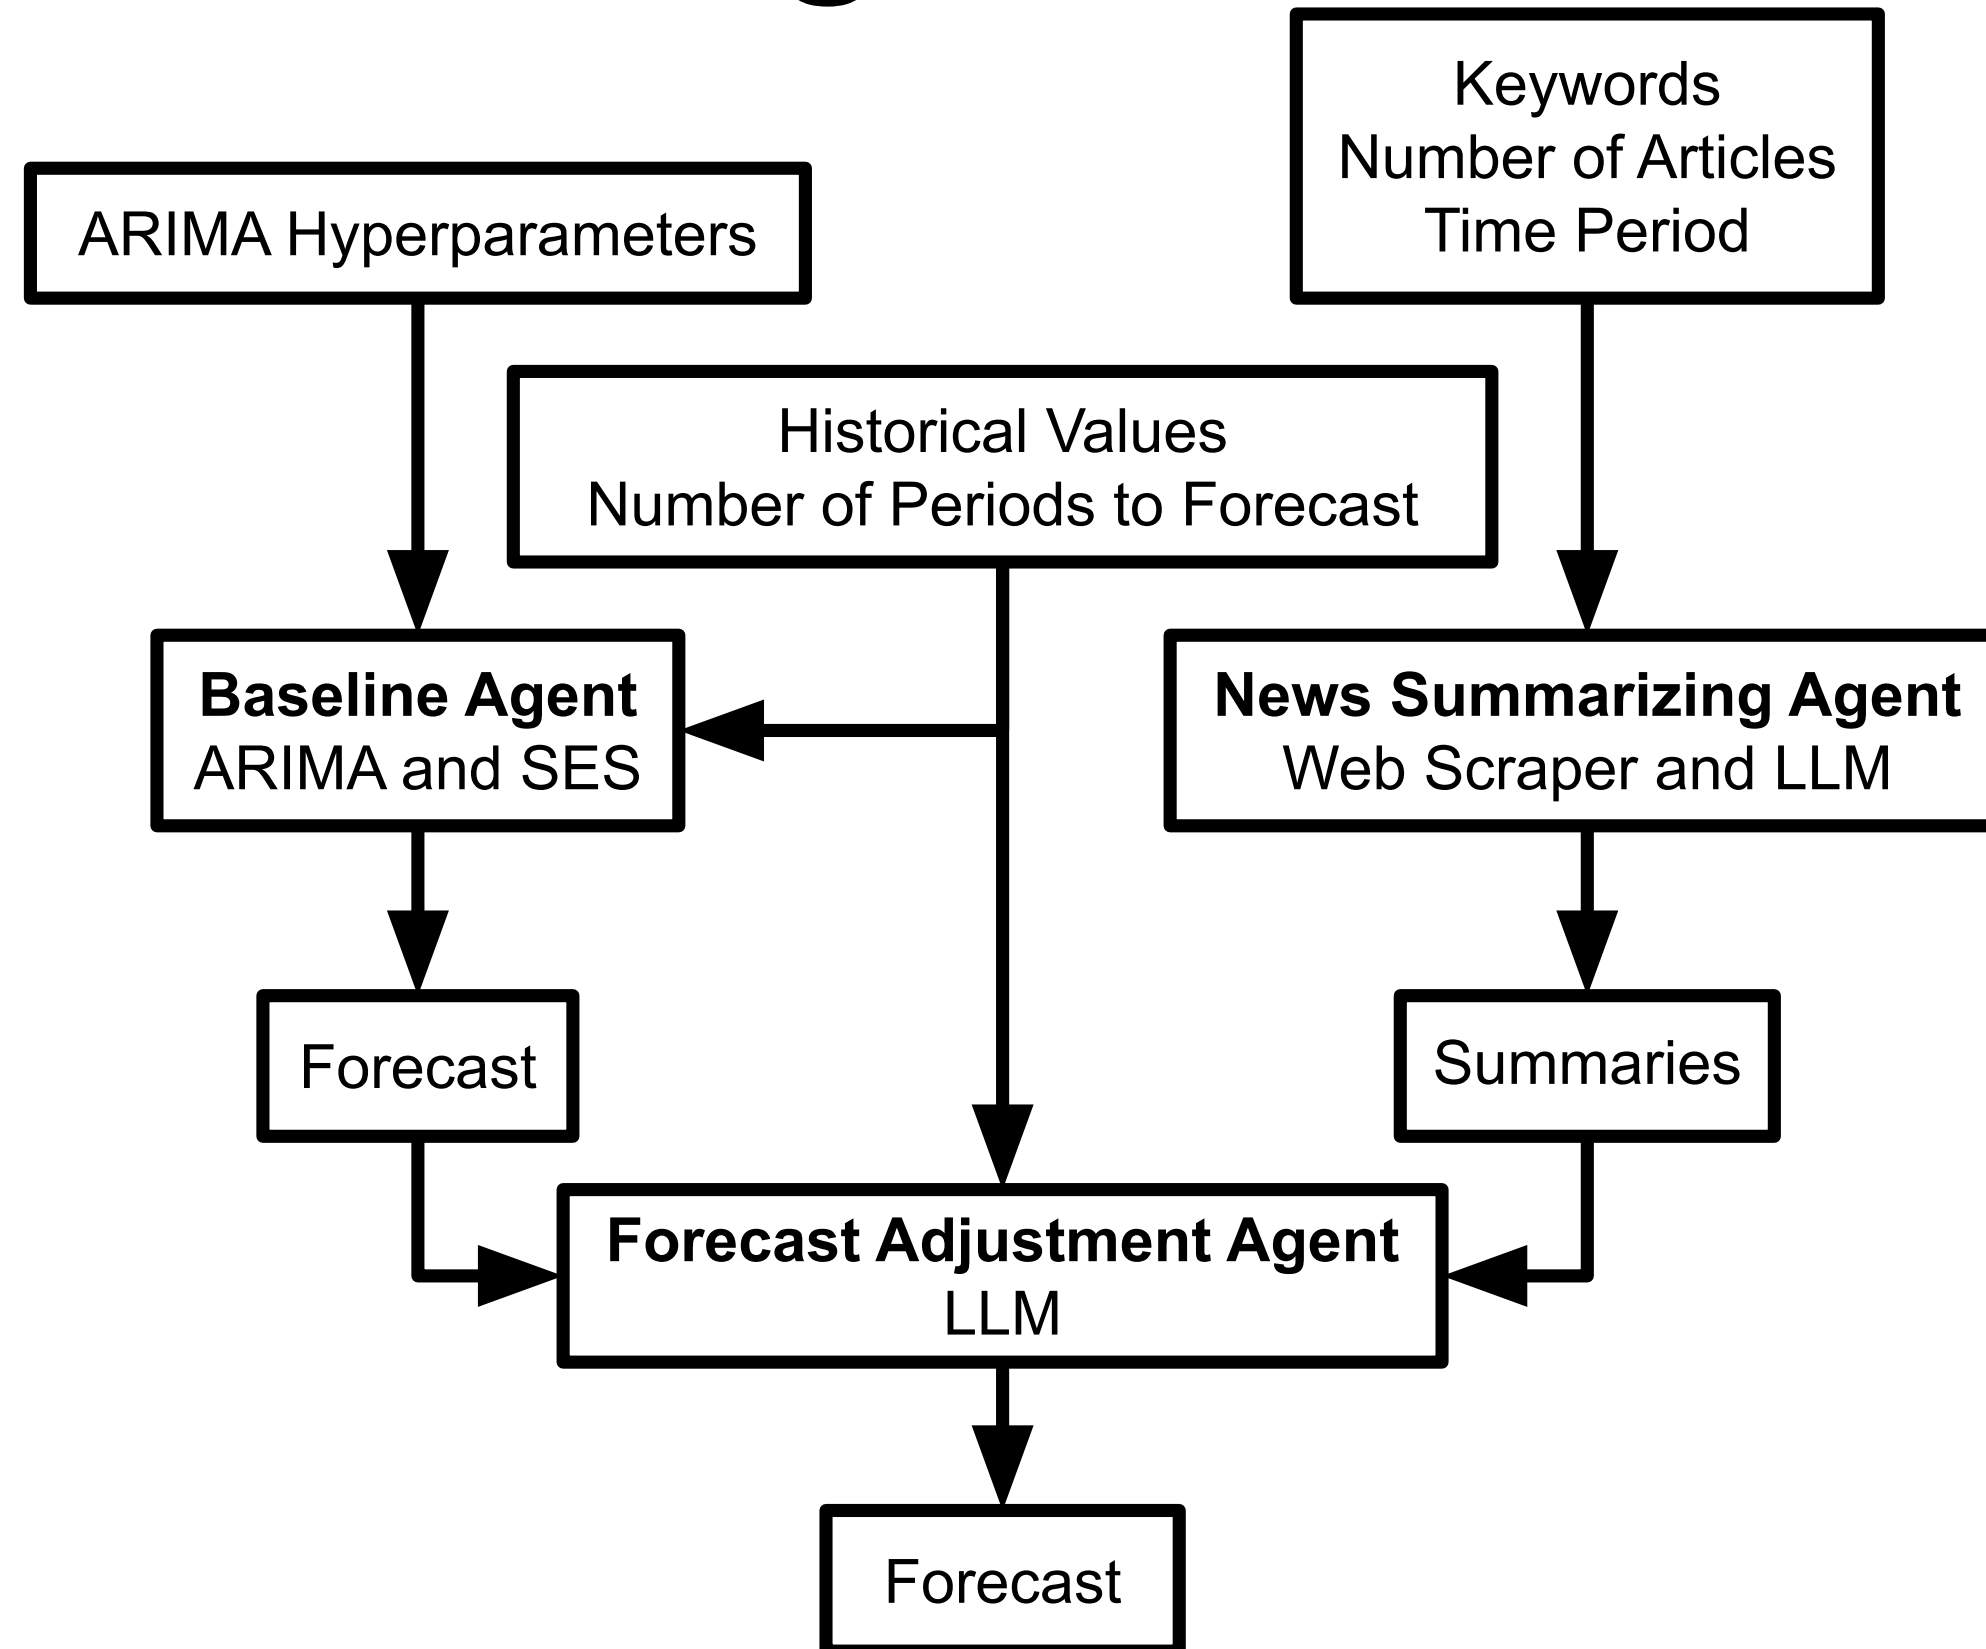 Keywords
Number of Articles
Time Period
ARIMA Hyperparameters
Historical Values
Number of Periods to Forecast
Baseline Agent
ARIMA and SES
News Summarizing Agent
Web Scraper and LLM
Forecast
Summaries
Forecast Adjustment Agent
LLM
Forecast